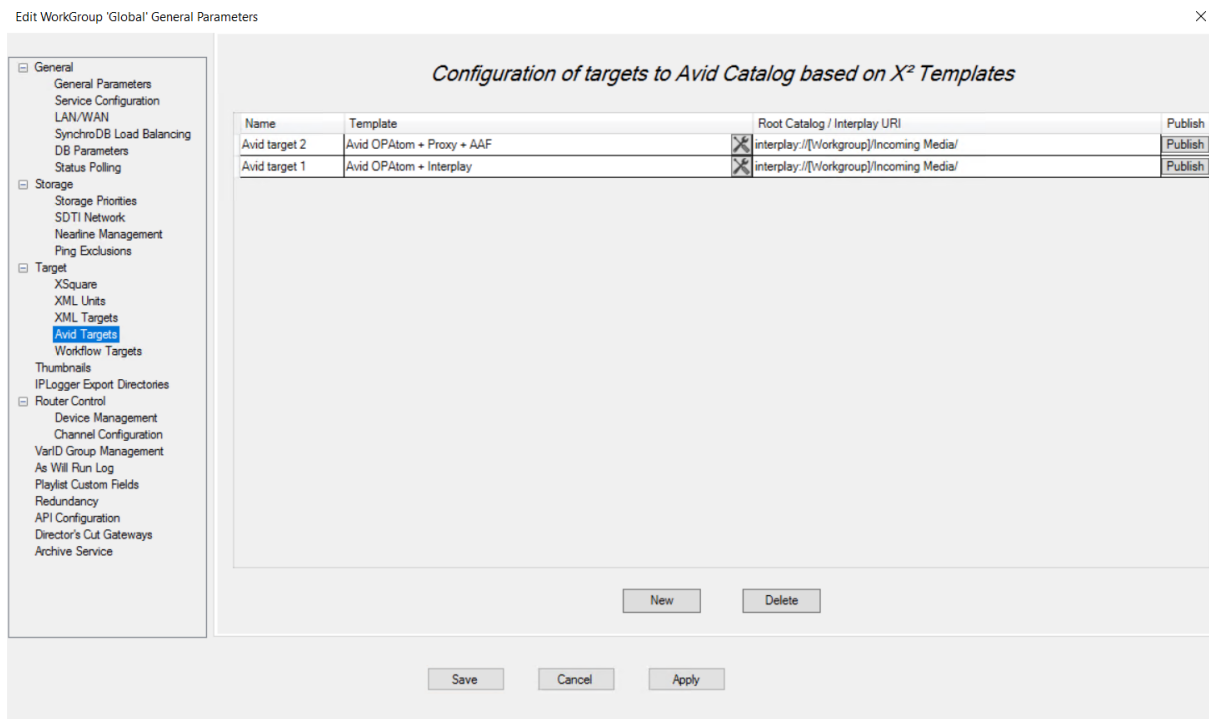 Edit WorkGroup 'Global' General Parameters
General
General Parameters
Service Configuration
LAN/WAN
SynchroDB Load Balancing
DB Parameters
Status Polling
Storage
Storage Priorities
SDTI Network
Nearline Management
Ping Exclusions
Target
XSquare
XML Units
XML Targets
Avid Targets
Workflow Targets
Thumbnails
IPLogger Export Directories
Router Control
Device Management
Channel Configuration
VarID Group Management
As Will Run Log
Playlist Custom Fields
Redundancy
API Configuration
Director's Cut Gateways
Archive Service
Configuration of targets to Avid Catalog based on X² Templates
Name Template Root Catalog / Interplay URI Publish
Avid target 2 Avid OPAtom + Proxy + AAF interplay://[Workgroup]/Incoming Media/ Publish
Avid target 1 Avid OPAtom + Interplay interplay://[Workgroup]/Incoming Media/ Publish
New Delete
Save Cancel Apply